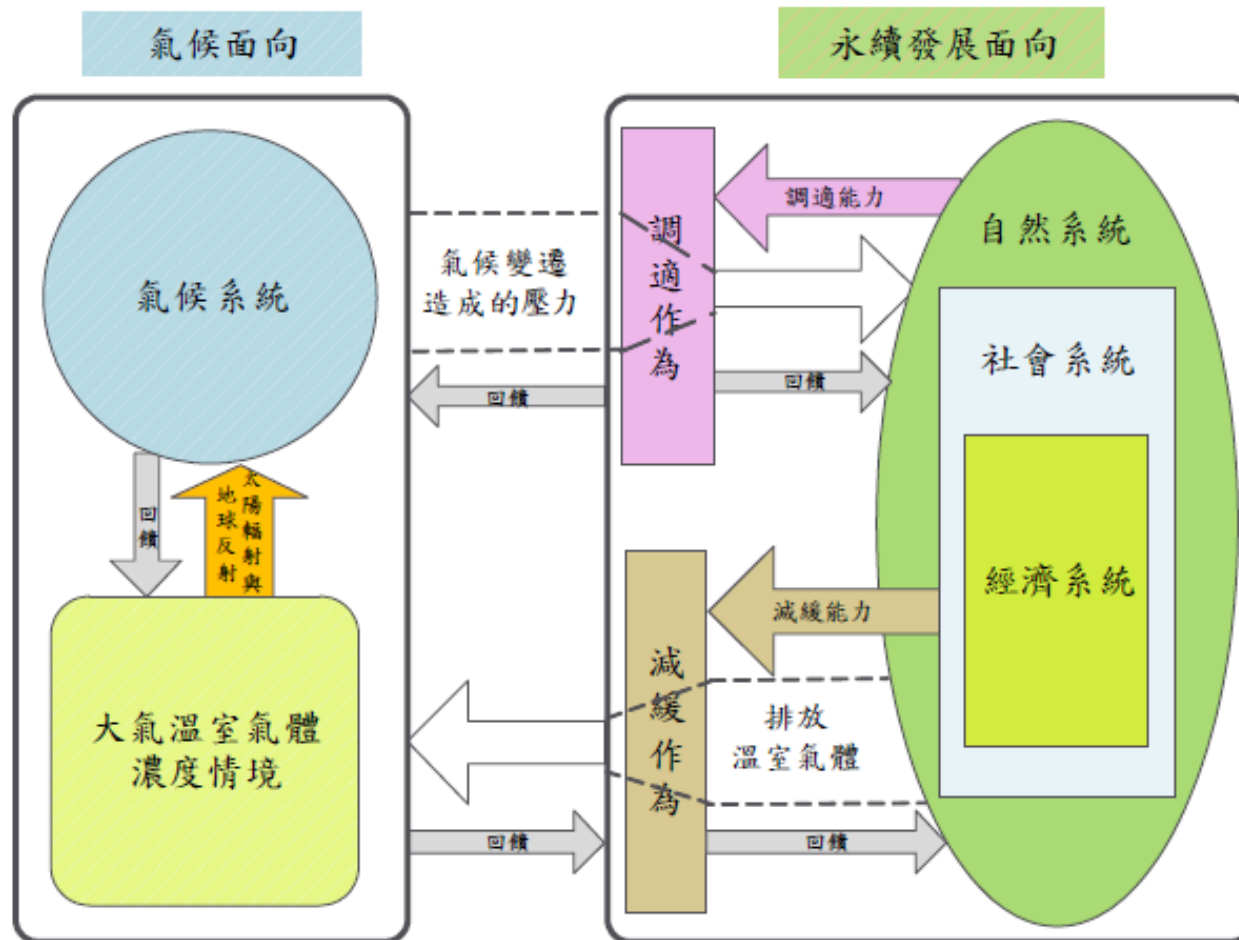 氣候面向
永續發展面向
氣候系統
氣候變遷
造成的壓力
調適作為
調適能力
自然系統
社會系統
經濟系統
回饋
回饋
回饋
太陽輻射與
地球反射
減緩能力
減緩作為
大氣溫室氣體
濃度情境
排放
溫室氣體
回饋
回饋